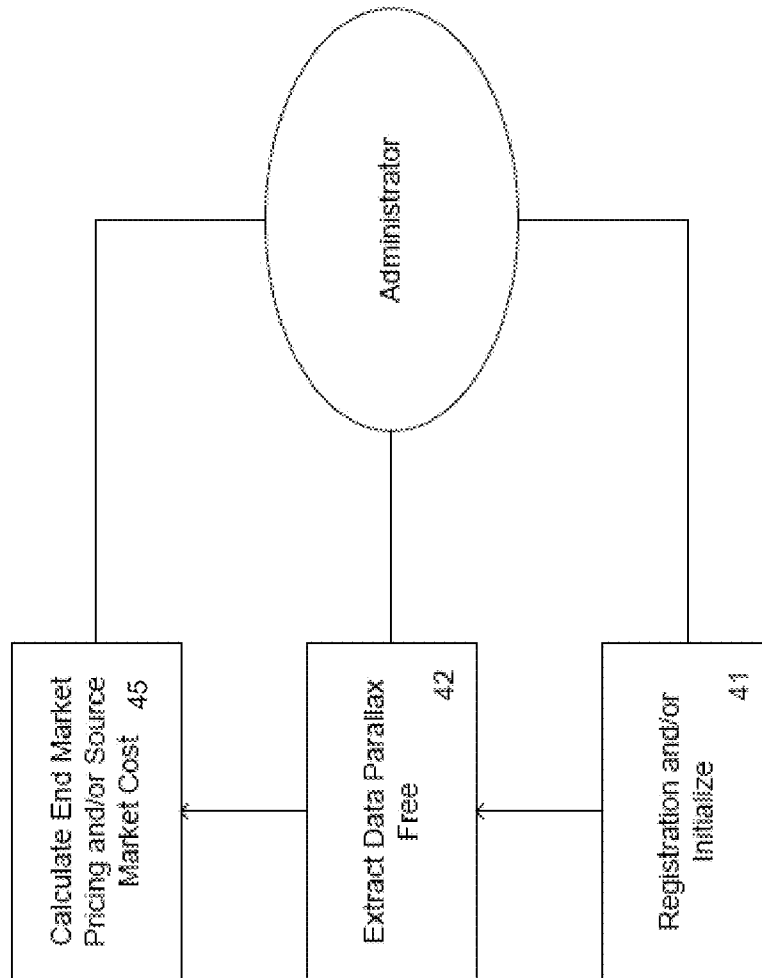 Registration and/or
Initialize
41
Extract Data Parallax
Free
42
Calculate End Market
Pricing and/or Source
Market Cost 45
Administrator